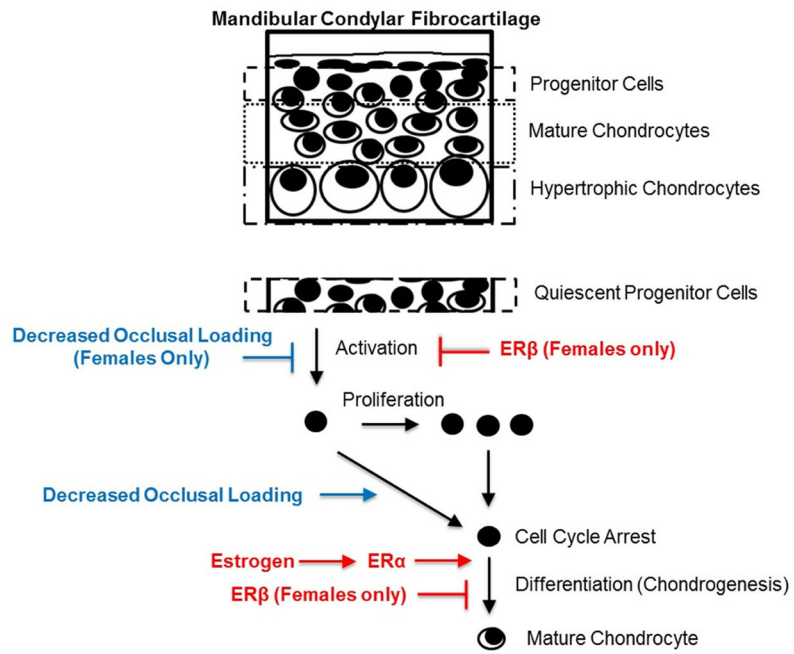 Mandibular Condylar Fibrocartilage
Progenitor Cells
Mature Chondrocytes
Hypertrophic Chondrocytes
Quiescent Progenitor Cells
Decreased Occlusal Loading
(Females Only)
Activation
ERβ (Females only)
Proliferation
Decreased Occlusal Loading
Cell Cycle Arrest
Estrogen
ERα
Differentiation (Chondrogenesis)
ERβ (Females only)
Mature Chondrocyte